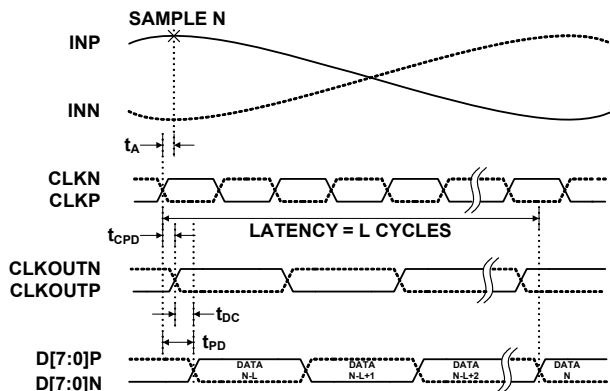 SAMPLE N
INP
INN
tA
CLKN
CLKP
LATENCY = L CYCLES
tCPD
CLKOUTN
CLKOUTP
tDC
tPD
D[7:0]P
D[7:0]N
DATA
N-L
DATA
N-L+1
DATA
N-L+2
DATA
N